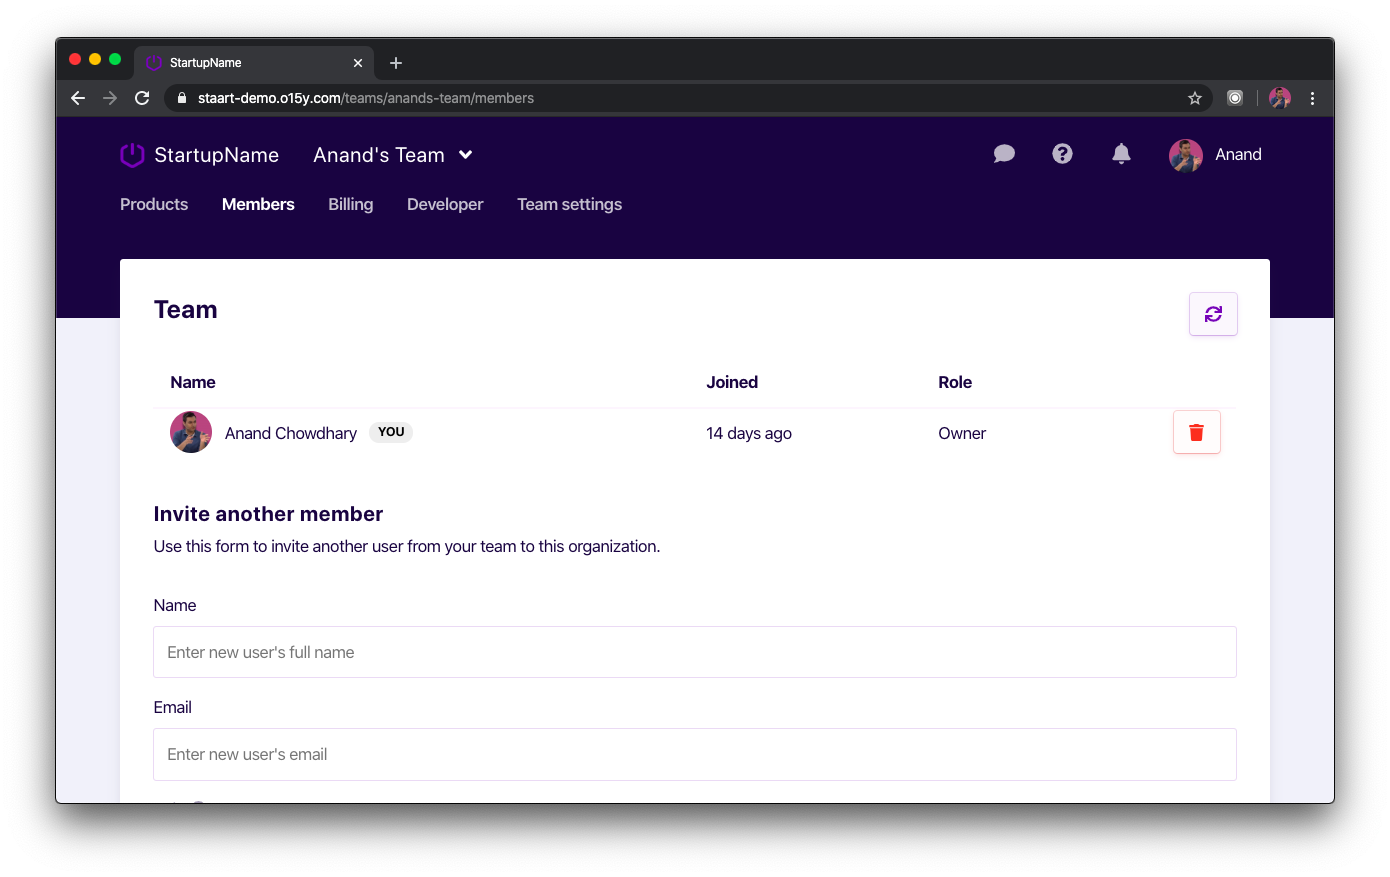 StartupName
staart-demo.o15y.com/teams/anands-team/members
StartupName Anand's Team Anand
Products Members Billing Developer Team settings
Team
Name Joined Role
Anand Chowdhary YOU 14 days ago Owner
Invite another member
Use this form to invite another user from your team to this organization.
Name
Enter new user's full name
Email
Enter new user's email